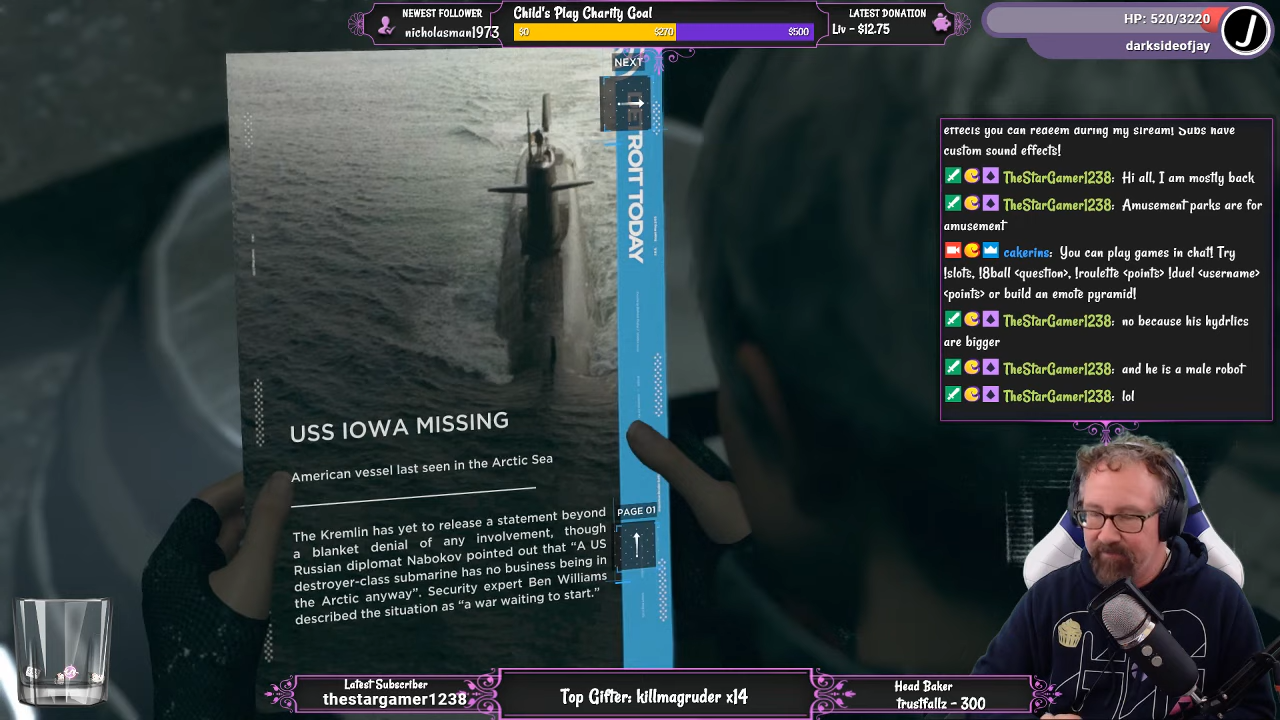 NEWEST FOLLOWER
nicholasman1973
Child's Play Charity Goal
$0
$270
$500
LATEST DONATION
Liv - $12.75
HP: 520/3220
darksideofjay
J
NEXT
DETROIT TODAY
USS IOWA MISSING
American vessel last seen in the Arctic Sea
The Kremlin has yet to release a statement beyond
a blanket denial of any involvement, though
Russian diplomat Nabokov pointed out that “A US
destroyer-class submarine has no business being in
the Arctic anyway”. Security expert Ben Williams
described the situation as “a war waiting to start.”
PAGE 01
effects you can redeem during my stream! Subs have
custom sound effects!
TheStarGamer1238: Hi all, I am mostly back
TheStarGamer1238: Amusement parks are for
amusement
cakerins: You can play games in chat! Try
!slots, !8ball <question>, !roulette <points> !duel <username>
<points> or build an emote pyramid!
TheStarGamer1238: no because his hydrlics
are bigger
TheStarGamer1238: and he is a male robot
TheStarGamer1238: lol
Latest Subscriber
thestargamer1238
Top Gifter: killmagruder x14
Head Baker
trustfallz - 300